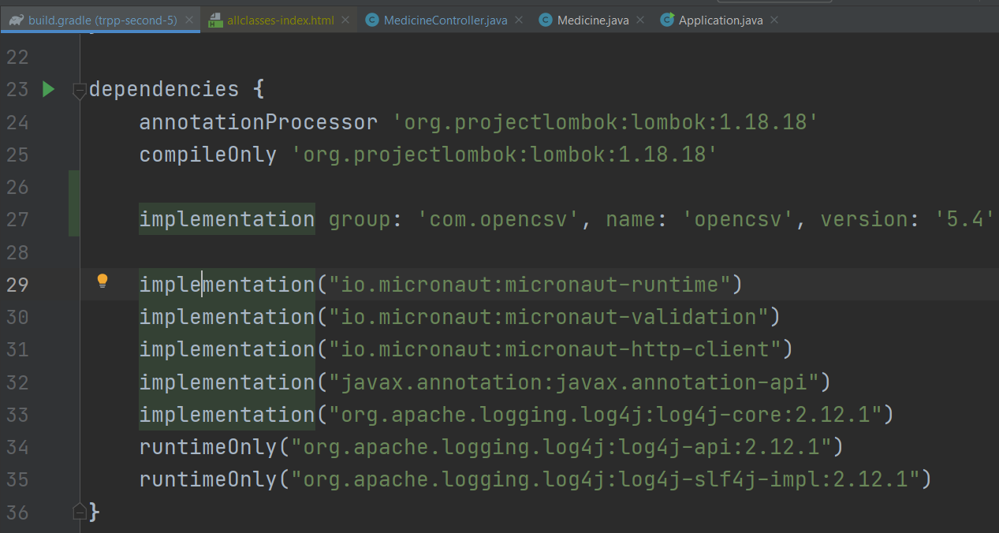 build.gradle (trpp-second-5) allclasses-index.html MedicineController.java Medicine.java Application.java
22
23 dependencies {
24 annotationProcessor 'org.projectlombok:lombok:1.18.18'
25 compileOnly 'org.projectlombok:lombok:1.18.18'
26
27 implementation group: 'com.opencsv', name: 'opencsv', version: '5.4'
28
29 implementation("io.micronaut:micronaut-runtime")
30 implementation("io.micronaut:micronaut-validation")
31 implementation("io.micronaut:micronaut-http-client")
32 implementation("javax.annotation:javax.annotation-api")
33 implementation("org.apache.logging.log4j:log4j-core:2.12.1")
34 runtimeOnly("org.apache.logging.log4j:log4j-api:2.12.1")
35 runtimeOnly("org.apache.logging.log4j:log4j-slf4j-impl:2.12.1")
36 }